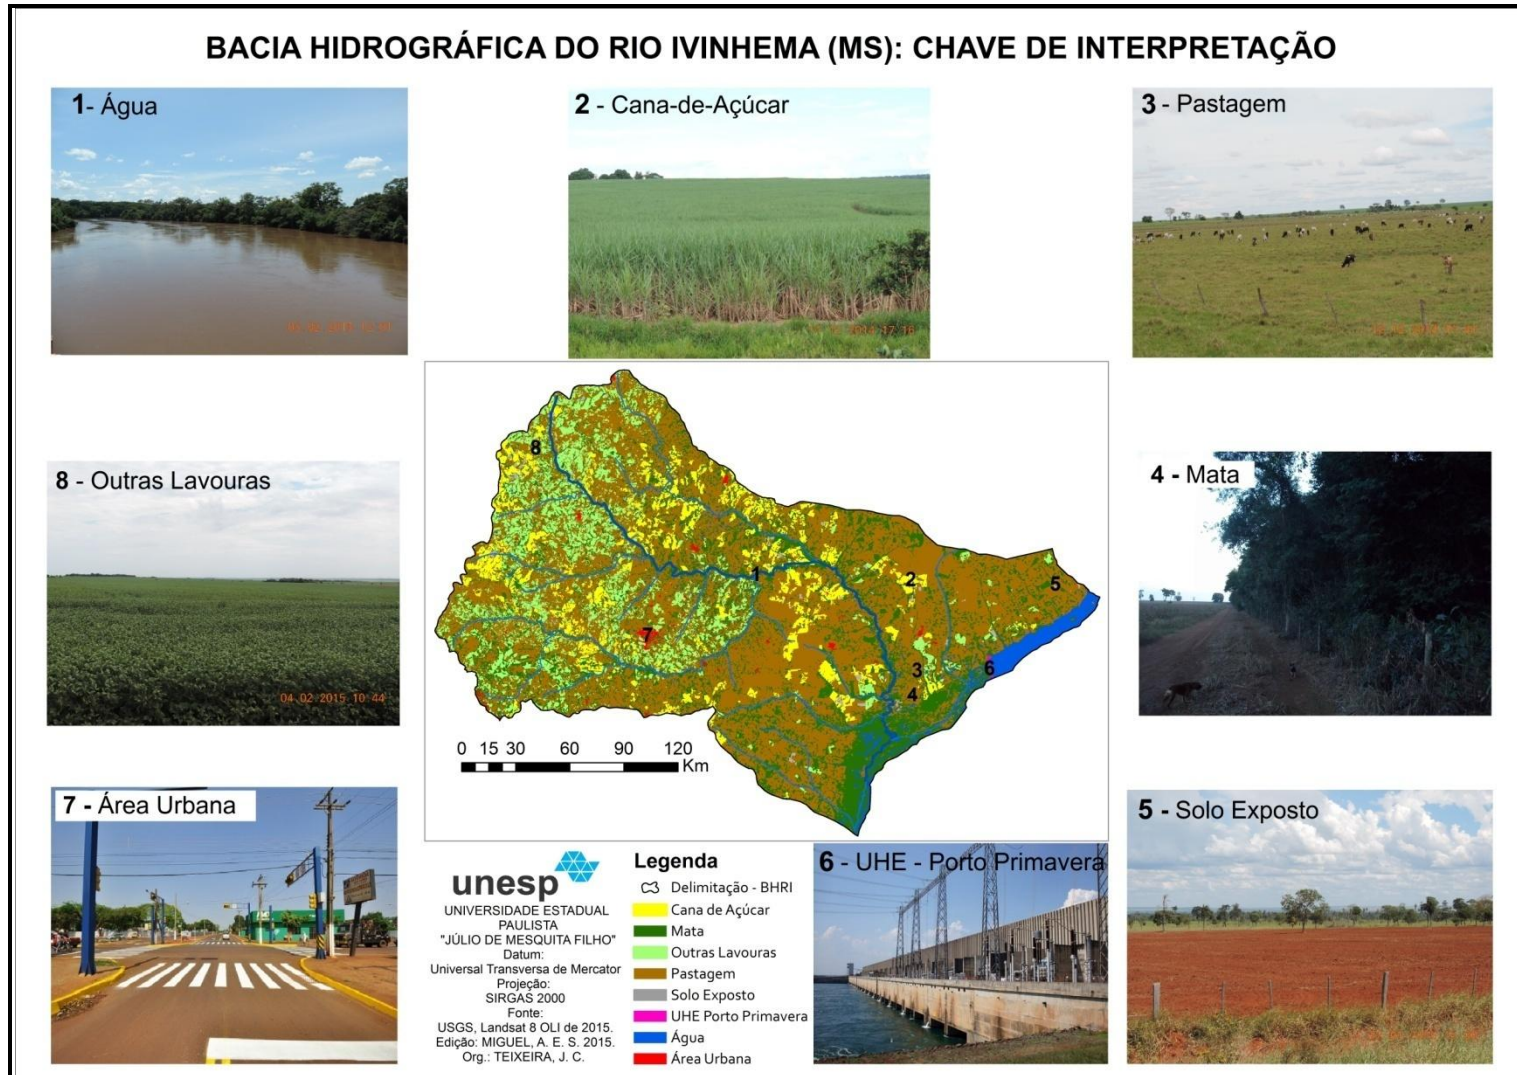 BACIA HIDROGRÁFICA DO RIO IVINHEMA (MS): CHAVE DE INTERPRETAÇÃO
1- Água
2 - Cana-de-Açúcar
3 - Pastagem
8 - Outras Lavouras
04 02 2015 10 44
4 - Mata
8
1
2
5
7
3
6
4
0 15 30 60 90 120
Km
7 - Área Urbana
unesp
UNIVERSIDADE ESTADUAL
PAULISTA
"JÚLIO DE MESQUITA FILHO"
Datum:
Universal Transversa de Mercator
Projeção:
SIRGAS 2000
Fonte:
USGS, Landsat 8 OLI de 2015.
Edição: MIGUEL, A. E. S. 2015.
Org.: TEIXEIRA, J. C.
Legenda
Delimitação - BHRI
Cana de Açúcar
Mata
Outras Lavouras
Pastagem
Solo Exposto
UHE Porto Primavera
Água
Área Urbana
6 - UHE - Porto Primavera
5 - Solo Exposto